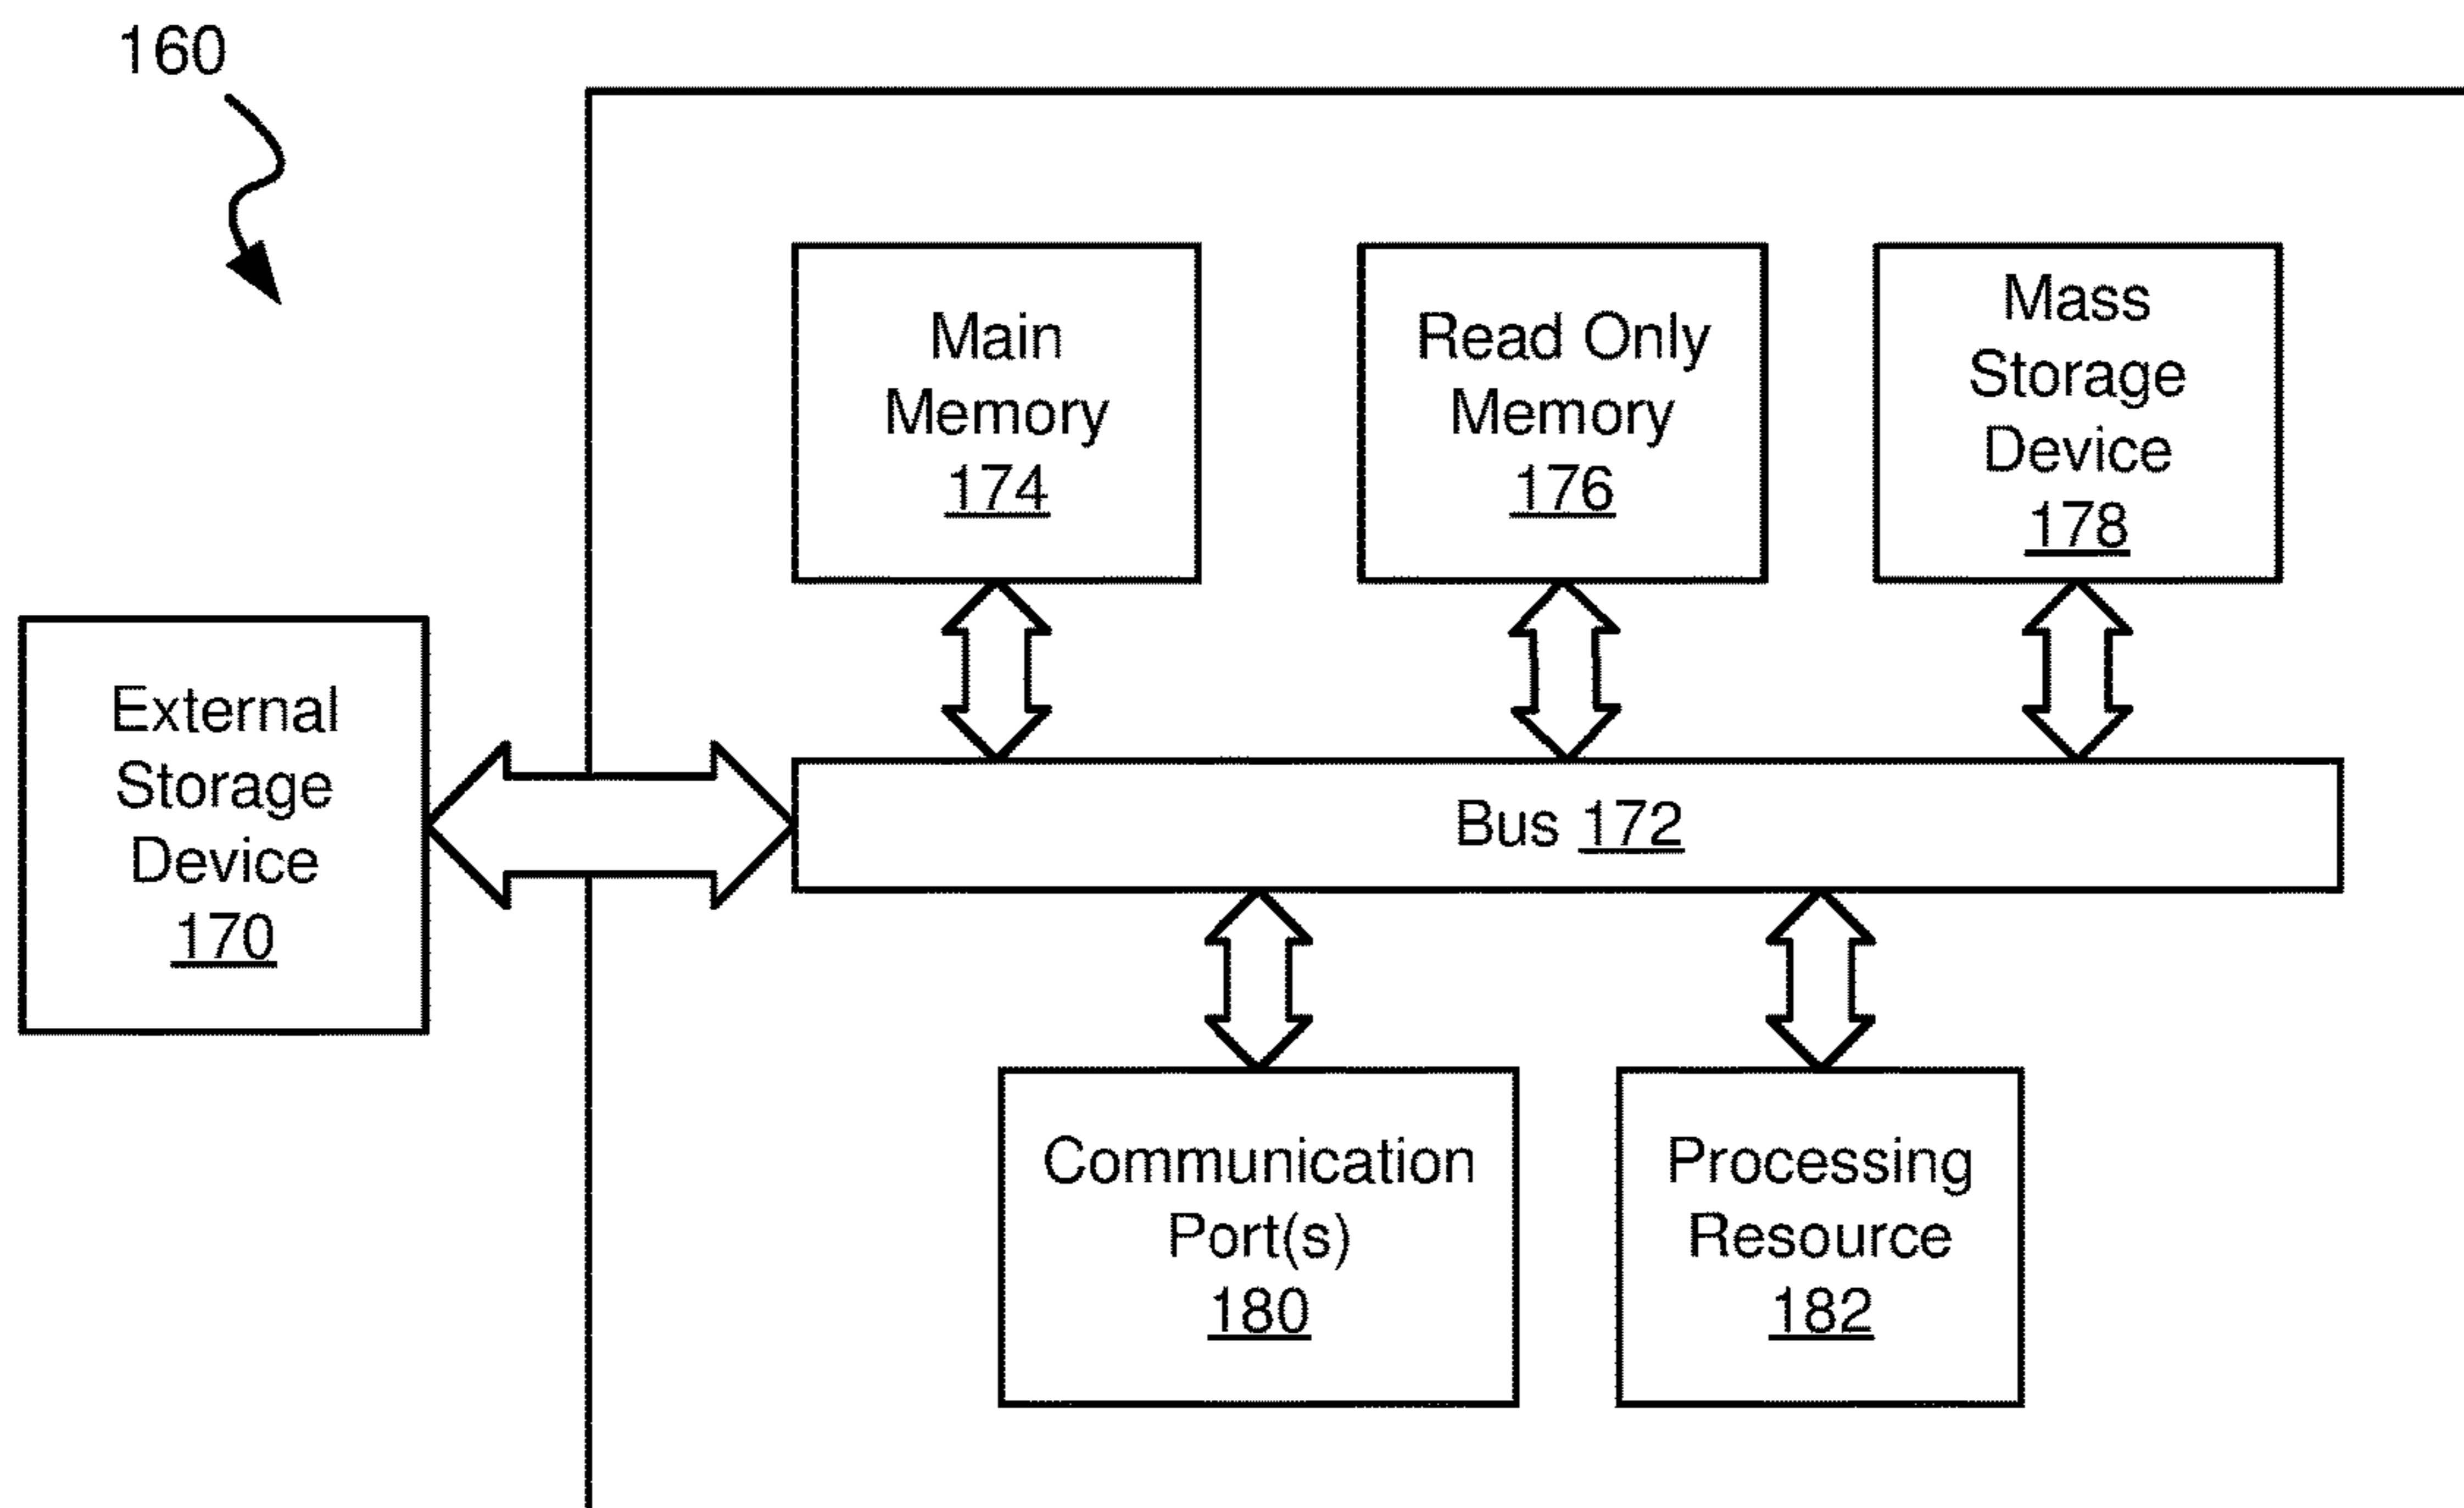 160
Main
Memory
174
Read Only
Memory
176
Mass
Storage
Device
178
External
Storage
Device
170
Bus 172
Communication
Port(s)
180
Processing
Resource
182